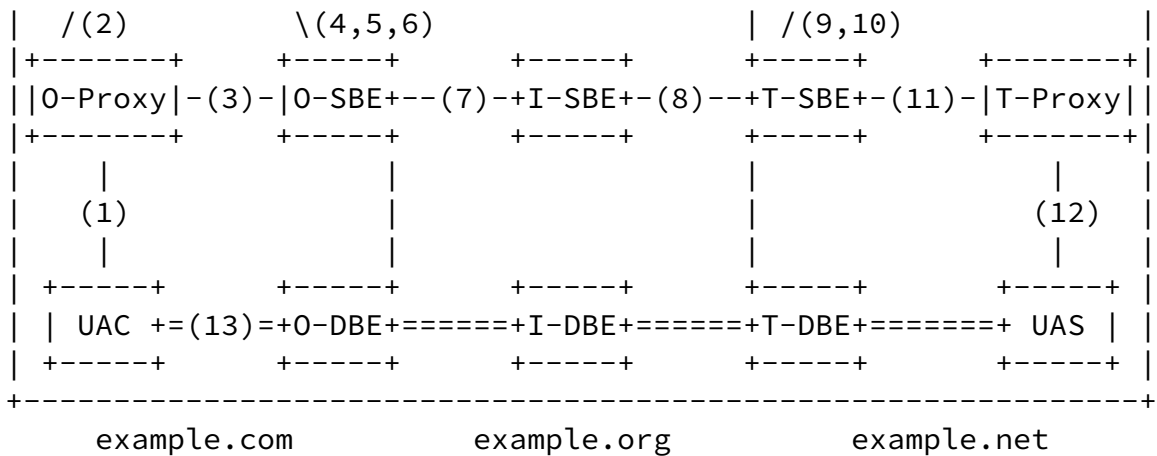 |  /(2)         \(4,5,6)                 | /(9,10)             |
|+-------+     +-----+      +-----+      +-----+      +-------+|
||O-Proxy|-(3)-|O-SBE+--(7)-+I-SBE+-(8)--+T-SBE+-(11)-|T-Proxy||
|+-------+     +-----+      +-----+      +-----+      +-------+|
|    |               |                   |                |    |
|   (1)              |                   |               (12)  |
|    |               |                   |                |    |
| +-----+      +-----+      +-----+      +-----+       +-----+ |
| | UAC +=(13)=+O-DBE+======+I-DBE+======+T-DBE+=======+ UAS | |
| +-----+      +-----+      +-----+      +-----+       +-----+ |
+--------------------------------------------------------------+
     example.com          example.org          example.net